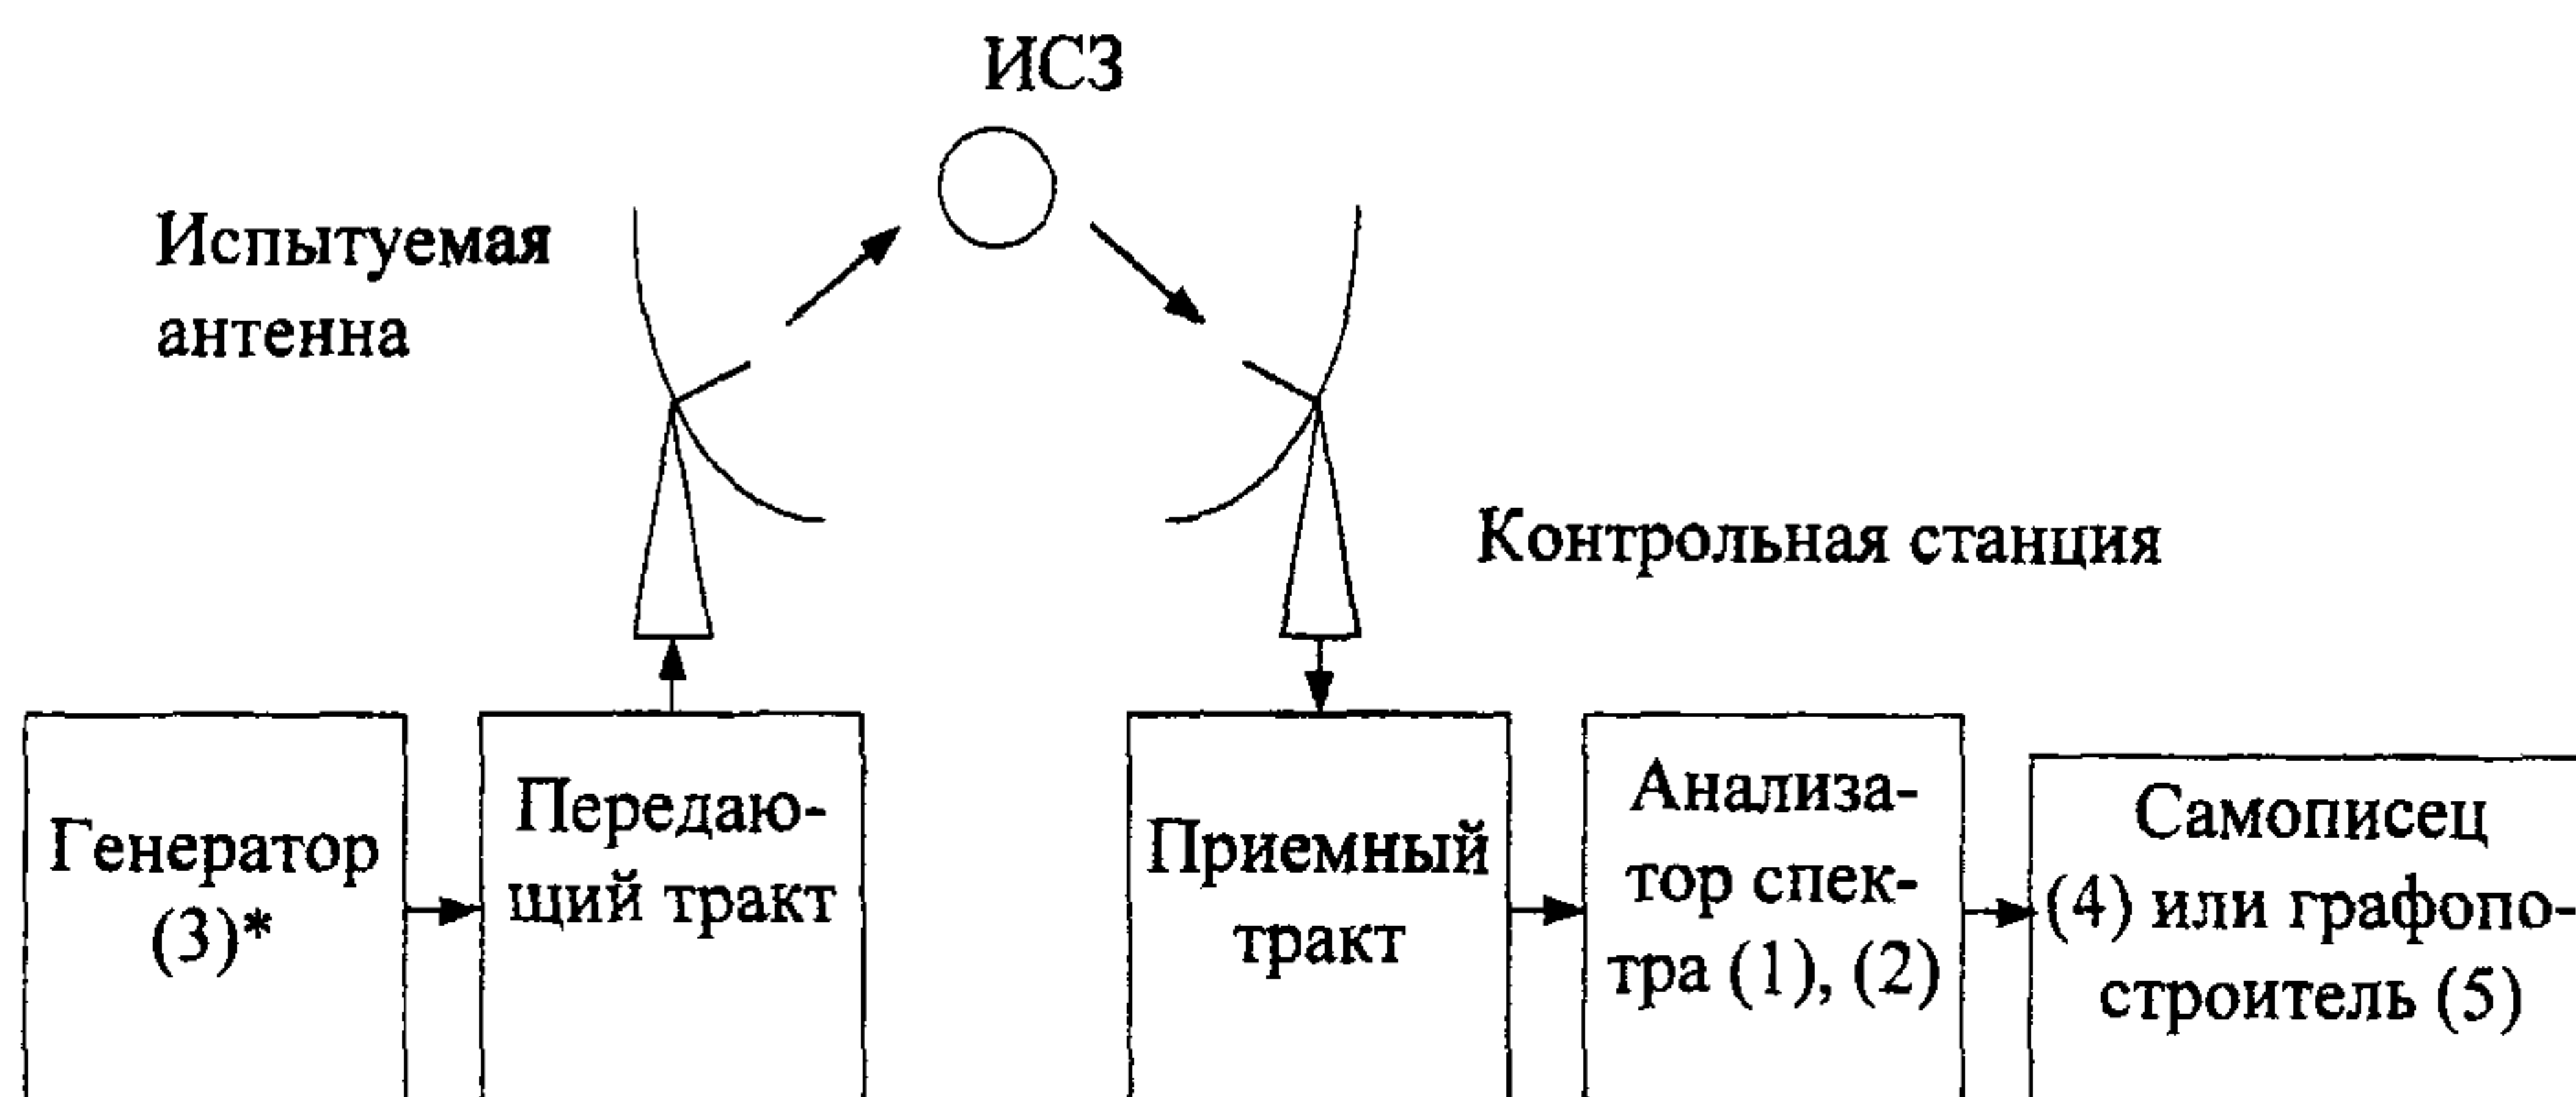 ИСЗ
Испытуемая
антенна
Контрольная станция
Генератор
(3)*
Передаю-
щий тракт
Приемный
тракт
Анализа-
тор спек-
тра (1), (2)
Самописец
(4) или графопо-
строитель (5)